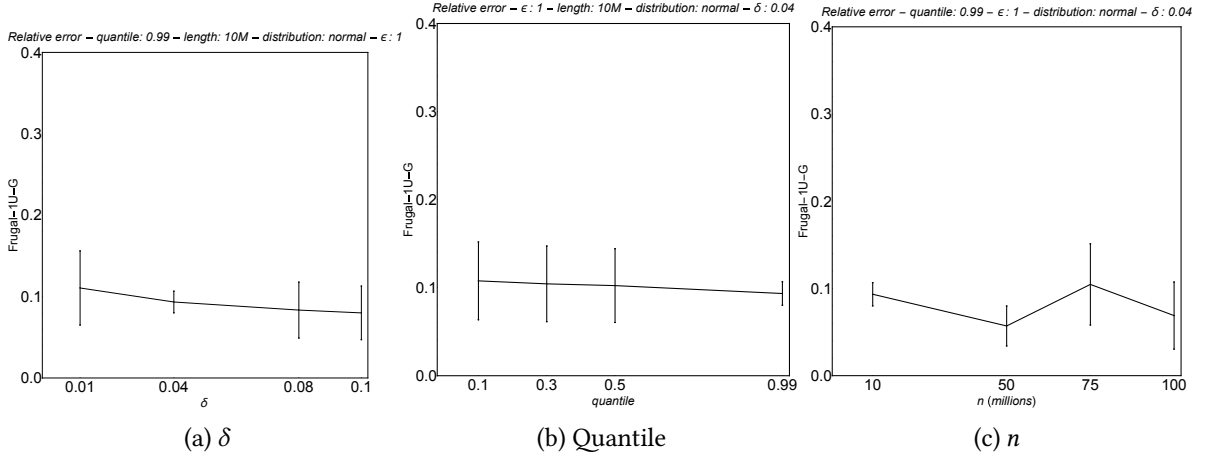 Relative error – quantile: 0.99 – length: 10M – distribution: normal – ϵ : 1
0.4
0.3
0.2
0.1
0.0
Frugal–1U–G
0.01 0.04 0.08 0.1
δ
(a) δ
Relative error – ϵ : 1 – length: 10M – distribution: normal – δ : 0.04
0.4
0.3
0.2
0.1
0.0
Frugal–1U–G
0.1 0.3 0.5 0.99
quantile
(b) Quantile
Relative error – quantile: 0.99 – ϵ : 1 – distribution: normal – δ : 0.04
0.4
0.3
0.2
0.1
0.0
Frugal–1U–G
10 50 75 100
n (millions)
(c) n